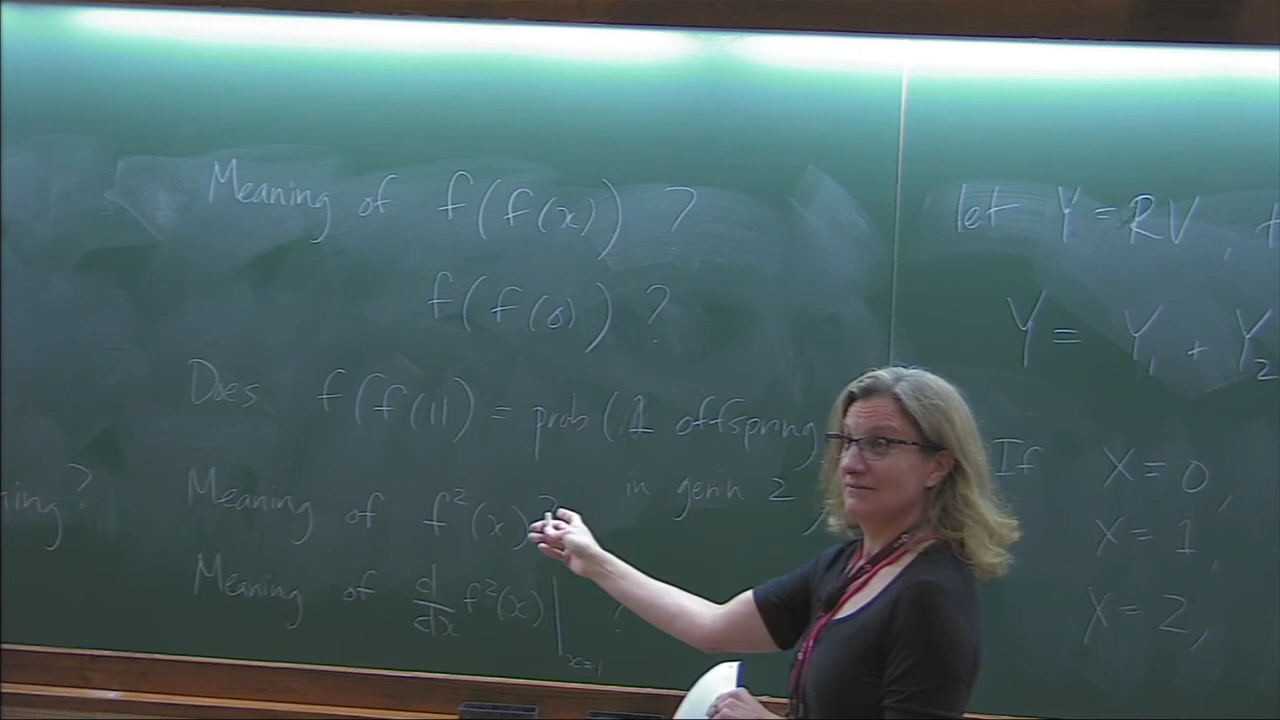 Meaning of f(f(x)) ?
f(f(0)) ?
Does f(f(1)) = prob (1 offspring
in gen'n 2
Meaning of f²(x) ?
Meaning of d/dx f²(x) |x=1 ?
ning?
let Y = RV,
Y = Y₁ + Y₂
If X = 0,
X = 1,
X = 2,